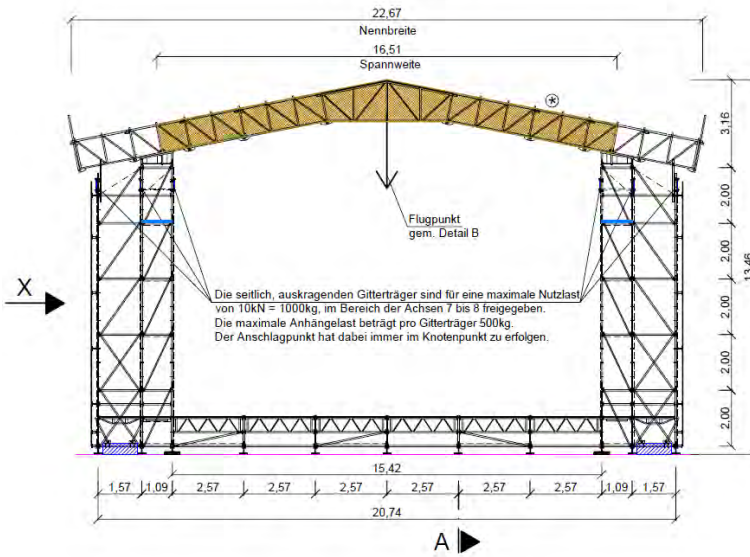 22,67
Nennbreite
16,51
Spannweite
*
3,16
Flugpunkt
gem. Detail B
2,00
2,00
2,00
2,00
2,00
13,46
X
Die seitlich, auskragenden Gitterträger sind für eine maximale Nutzlast
von 10kN = 1000kg, im Bereich der Achsen 7 bis 8 freigegeben.
Die maximale Anhängelast beträgt pro Gitterträger 500kg.
Der Anschlagpunkt hat dabei immer im Knotenpunkt zu erfolgen.
15,42
1,57 1,09 2,57 2,57 2,57 2,57 2,57 2,57 1,09 1,57
20,74
A